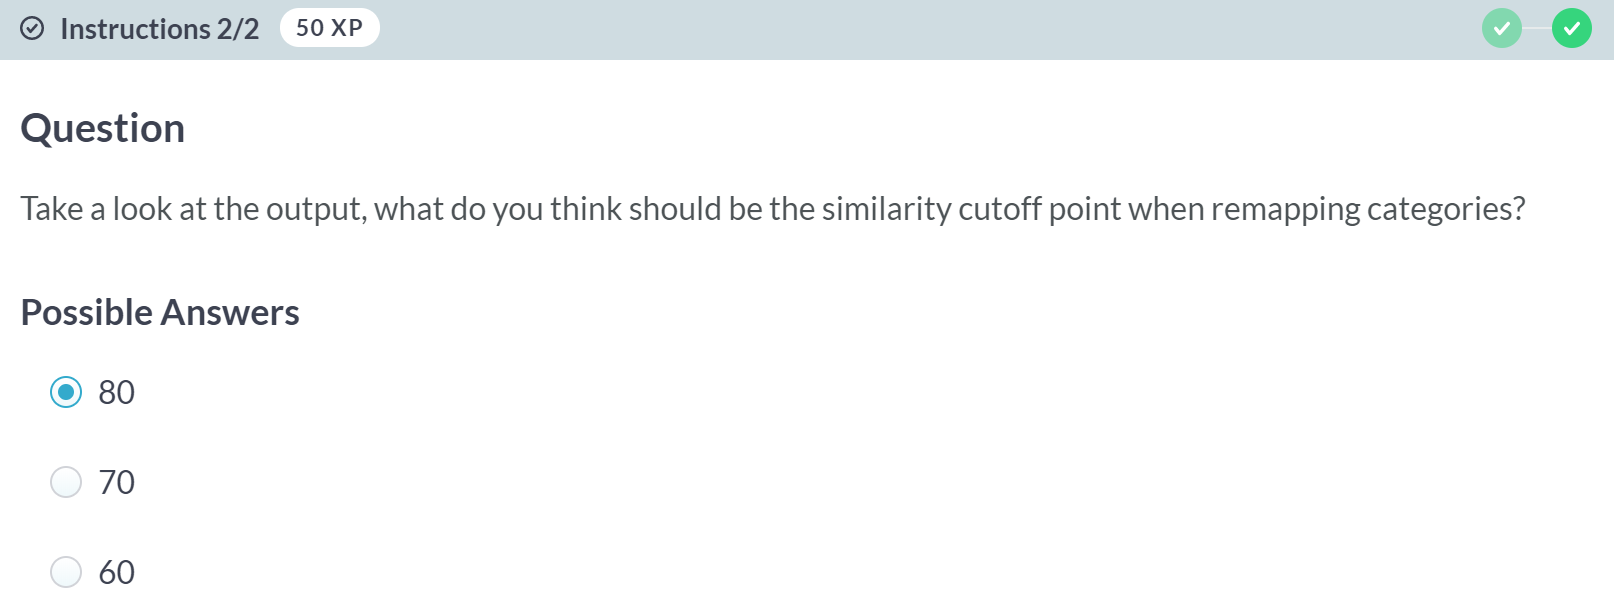 Instructions 2/2
50 XP
Question
Take a look at the output, what do you think should be the similarity cutoff point when remapping categories?
Possible Answers
80
70
60